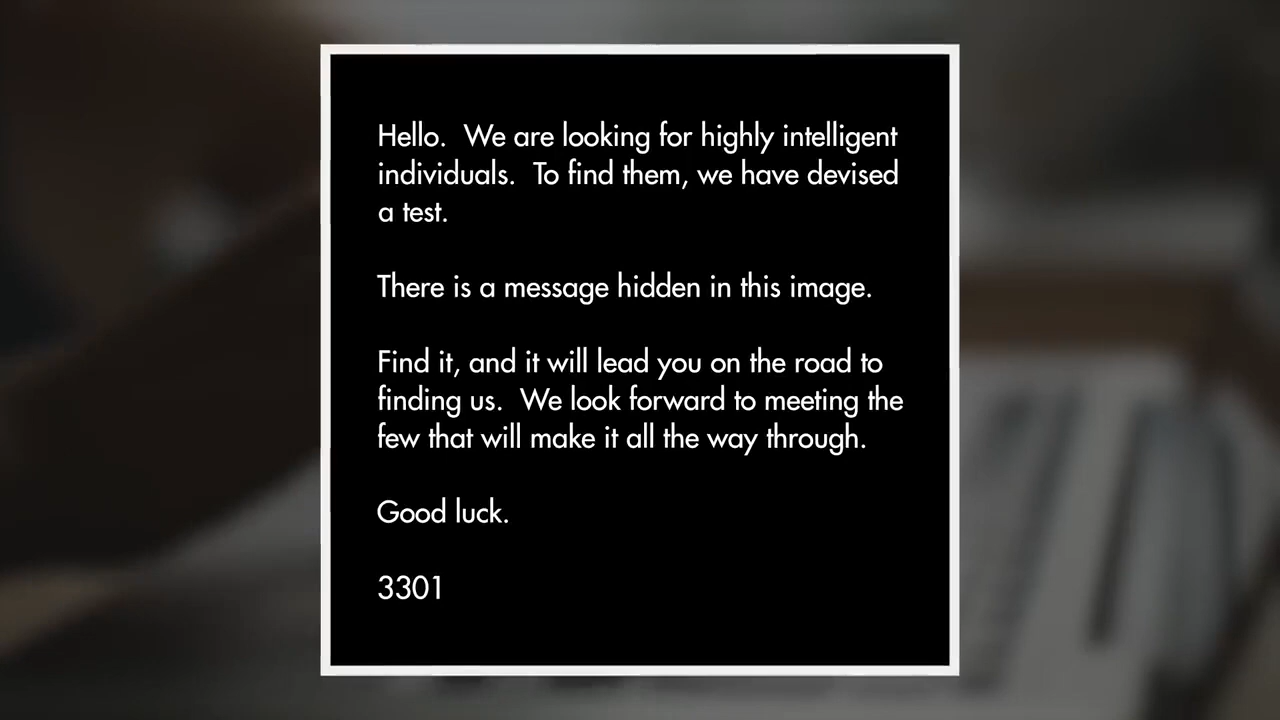 Hello.  We are looking for highly intelligent
individuals.  To find them, we have devised
a test.
There is a message hidden in this image.
Find it, and it will lead you on the road to
finding us.  We look forward to meeting the
few that will make it all the way through.
Good luck.
3301